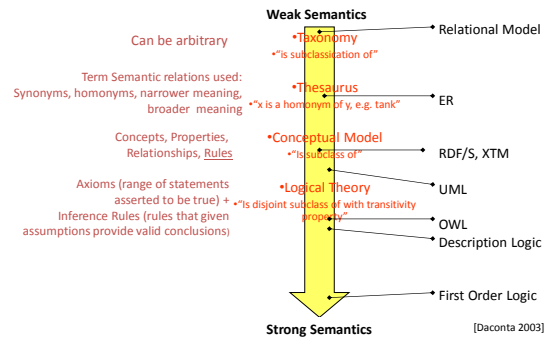 Weak Semantics
Can be arbitrary
•Taxonomy
•"is subclassication of"
Relational Model
Term Semantic relations used:
Synonyms, homonyms, narrower meaning,
broader meaning
•Thesaurus
•"x is a homonym of y, e.g. tank"
ER
Concepts, Properties,
Relationships, Rules
•Conceptual Model
•"Is subclass of"
RDF/S, XTM
UML
Axioms (range of statements
asserted to be true) +
Inference Rules (rules that given
assumptions provide valid conclusions)
•Logical Theory
•"Is disjoint subclass of with transitivity
property"
OWL
Description Logic
First Order Logic
Strong Semantics
[Daconta 2003]